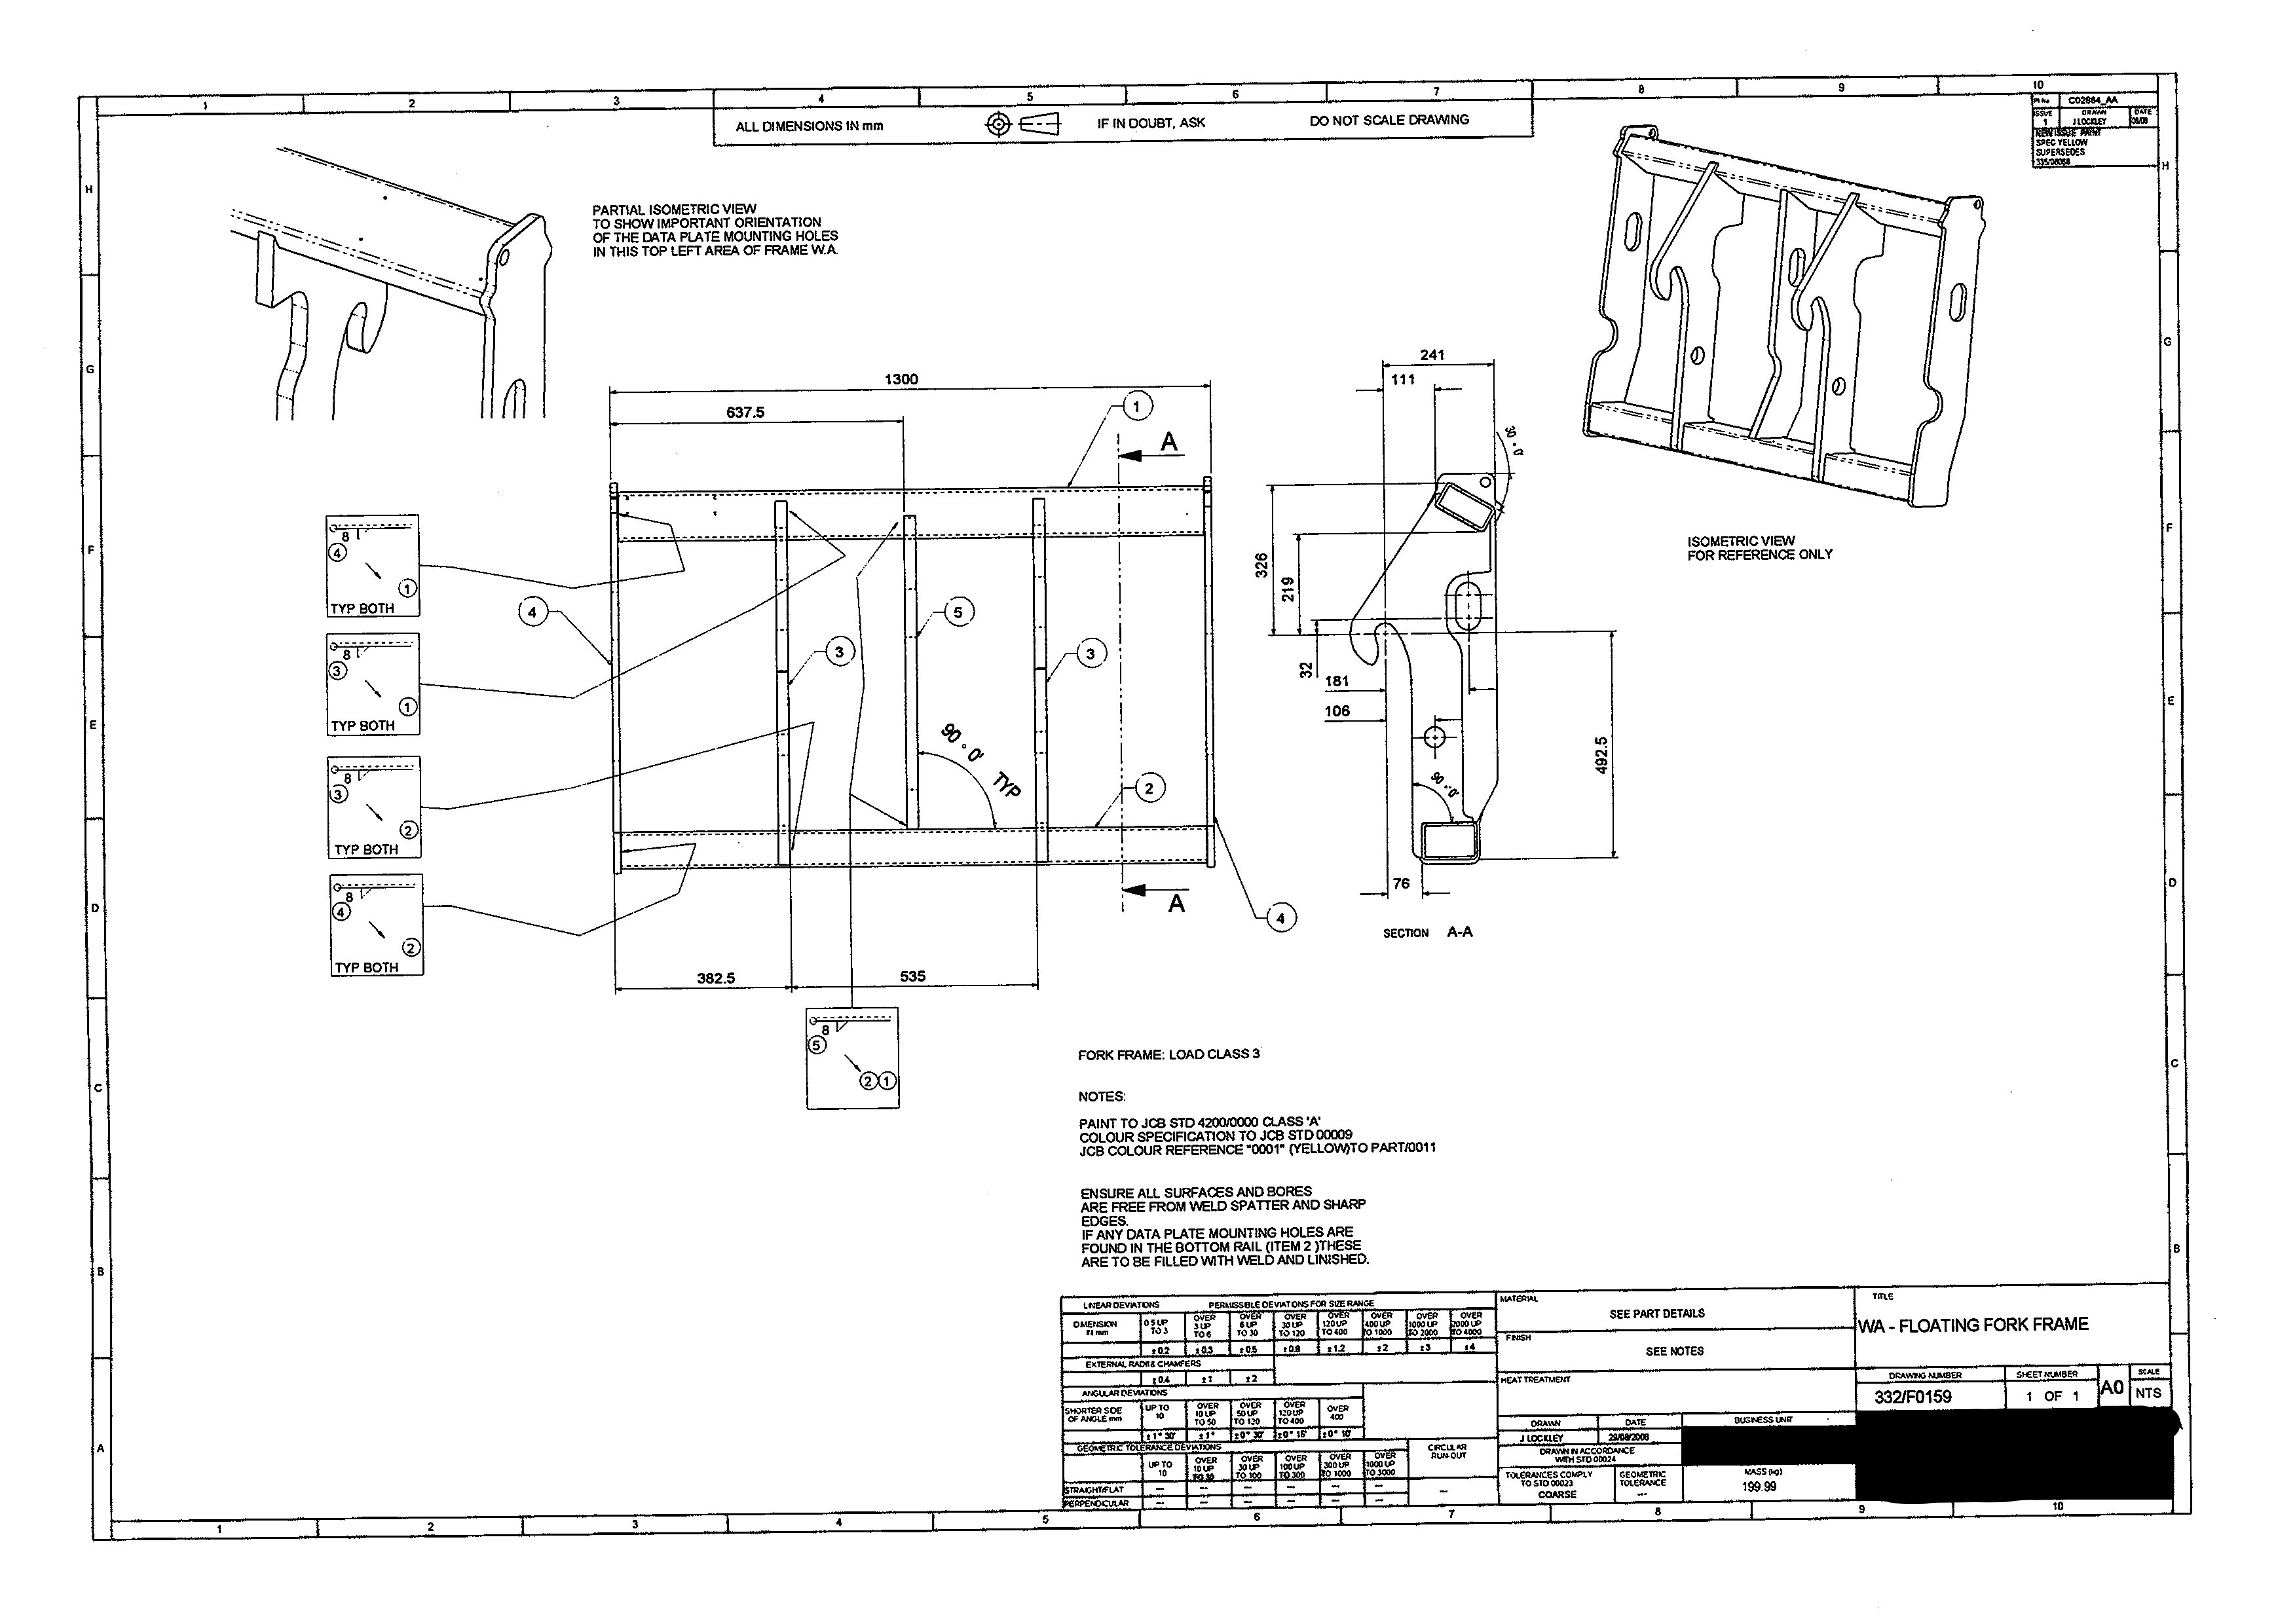 1 2 3 4 5 6 7 8 9 10
ALL DIMENSIONS IN mm
IF IN DOUBT, ASK
DO NOT SCALE DRAWING
C02864_AA
ISSUE DRAWN DATE
1 J LOCKLEY
NEW ISSUE PAINT
SPEC YELLOW
SUPERSEDES
H
G
F
E
D
C
B
A
H
G
F
E
D
C
B
A
PARTIAL ISOMETRIC VIEW
TO SHOW IMPORTANT ORIENTATION
OF THE DATA PLATE MOUNTING HOLES
IN THIS TOP LEFT AREA OF FRAME W.A.
1300
637.5
1
A
241
111
30 ° 0'
326
219
32
181
106
492.5
90 ° 0'
76
SECTION A-A
ISOMETRIC VIEW
FOR REFERENCE ONLY
8
4
1
TYP BOTH
8
3
1
TYP BOTH
8
3
2
TYP BOTH
8
4
2
TYP BOTH
4
5
3
3
90 ° 0' TYP
2
A
4
382.5
535
8
5
2 1
FORK FRAME: LOAD CLASS 3
NOTES:
PAINT TO JCB STD 4200/0000 CLASS 'A'
COLOUR SPECIFICATION TO JCB STD 00009
JCB COLOUR REFERENCE "0001" (YELLOW)TO PART/0011
ENSURE ALL SURFACES AND BORES
ARE FREE FROM WELD SPATTER AND SHARP
EDGES.
IF ANY DATA PLATE MOUNTING HOLES ARE
FOUND IN THE BOTTOM RAIL (ITEM 2 )THESE
ARE TO BE FILLED WITH WELD AND LINISHED.
LINEAR DEVIATIONS PERMISSIBLE DEVIATIONS FOR SIZE RANGE
DIMENSION
IN mm
0.5 UP TO 3
OVER 3 UP TO 6
OVER 6 UP TO 30
OVER 30 UP TO 120
OVER 120 UP TO 400
OVER 400 UP TO 1000
OVER 1000 UP TO 2000
OVER 2000 UP TO 4000
±0.2 ±0.3 ±0.5 ±0.8 ±1.2 ±2 ±3 ±4
EXTERNAL RADII & CHAMFERS
±0.4 ±1 ±2
ANGULAR DEVIATIONS
SHORTER SIDE
OF ANGLE mm
UP TO 10
OVER 10 UP TO 50
OVER 50 UP TO 120
OVER 120 UP TO 400
OVER 400
±1° 30' ±1° ±0° 30' ±0° 15' ±0° 10'
GEOMETRIC TOLERANCE DEVIATIONS
CIRCULAR
RUN-OUT
UP TO 10
OVER 10 UP TO 30
OVER 30 UP TO 100
OVER 100 UP TO 300
OVER 300 UP TO 1000
OVER 1000 UP TO 3000
STRAIGHT/FLAT --- --- --- --- --- --- ---
PERPENDICULAR --- --- --- --- --- ---
MATERIAL
SEE PART DETAILS
FINISH
SEE NOTES
HEAT TREATMENT
DRAWN DATE BUSINESS UNIT
J LOCKLEY 29/08/2008
DRAWN IN ACCORDANCE
WITH STD 00024
TOLERANCES COMPLY
TO STD 00023
COARSE
GEOMETRIC
TOLERANCE
---
MASS (kg)
199.99
TITLE
WA - FLOATING FORK FRAME
DRAWING NUMBER
332/F0159
SHEET NUMBER
1 OF 1
A0
SCALE
NTS
1 2 3 4 5 6 7 8 9 10